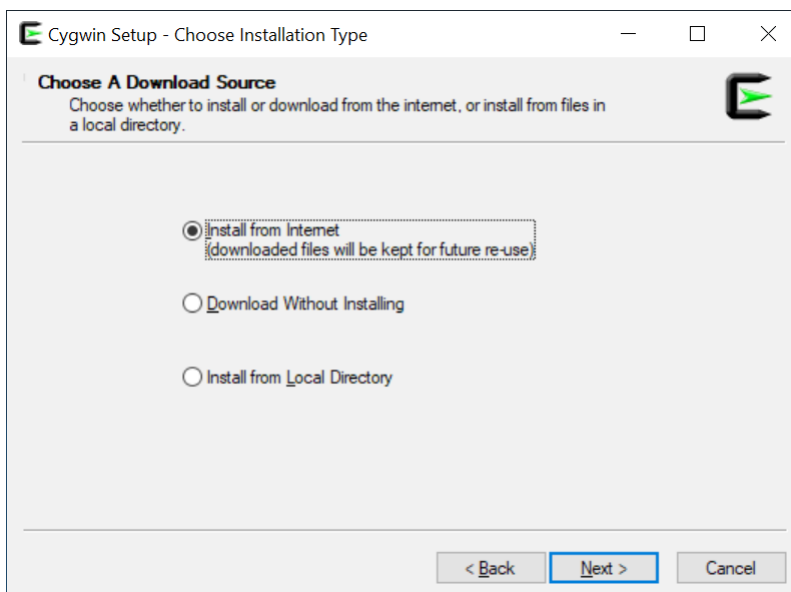 Cygwin Setup - Choose Installation Type
Choose A Download Source
Choose whether to install or download from the internet, or install from files in
a local directory.
Install from Internet
(downloaded files will be kept for future re-use)
Download Without Installing
Install from Local Directory
< Back
Next >
Cancel